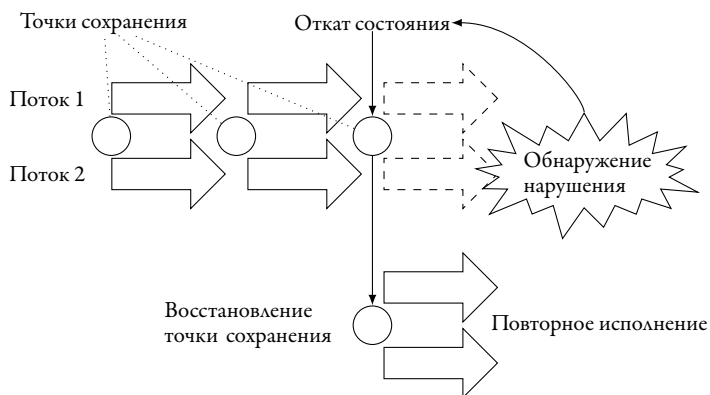 Точки сохранения
Откат состояния
Поток 1
Поток 2
Обнаружение
нарушения
Восстановление
точки сохранения
Повторное исполнение